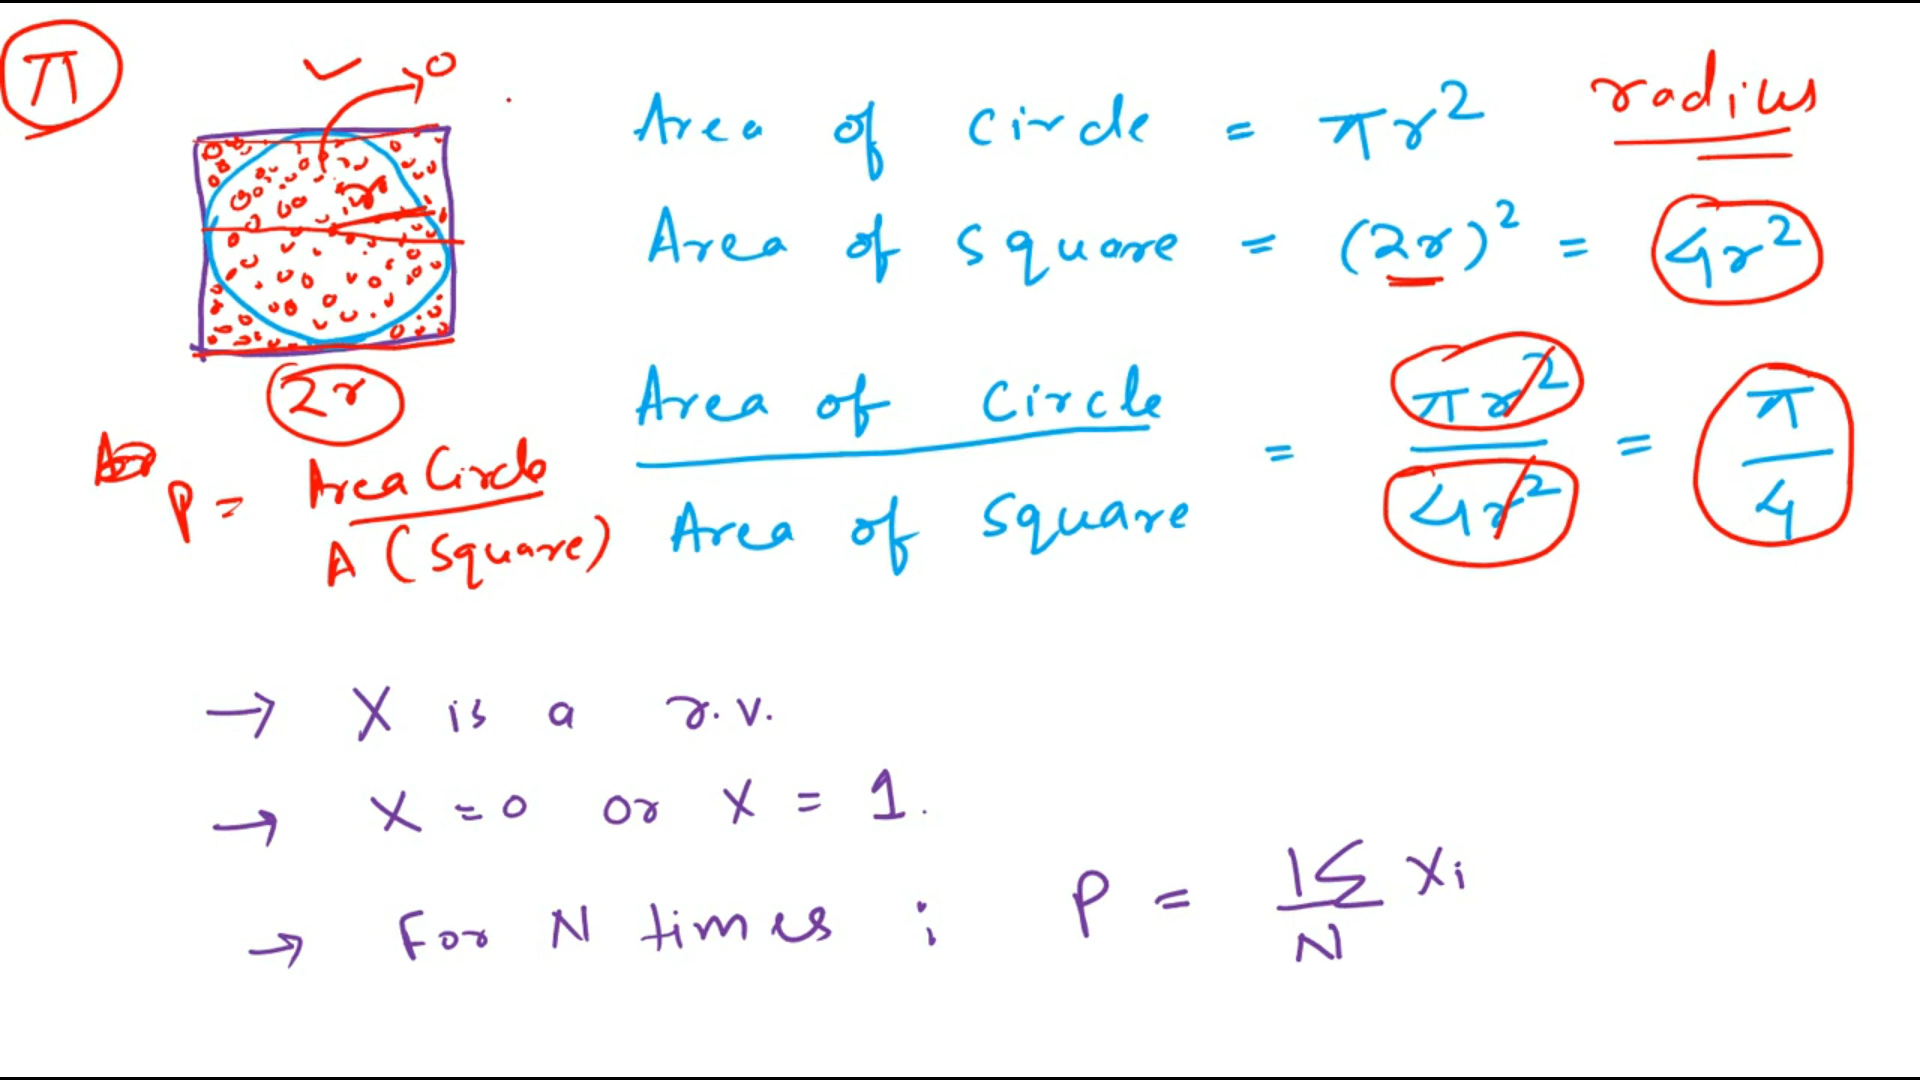 π
o
r
2r
Area of circle = πr² radius
Area of square = (2r)² = 4r²
Area of Circle / Area of square = πr² / 4r² = π / 4
P = Area Circle / A (square)
→ X is a r.v.
→ X = 0 or X = 1.
→ For N times ; P = 1/N Σ Xi